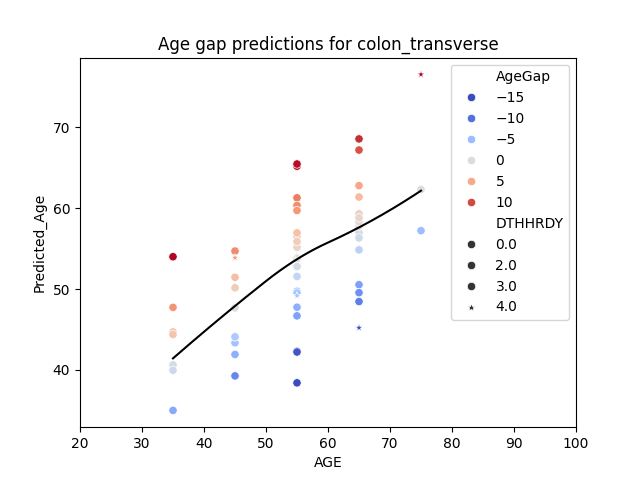 Age gap predictions for colon_transverse
Predicted_Age
70
60
50
40
20 30 40 50 60 70 80 90 100
AGE
AgeGap
−15
−10
−5
0
5
10
DTHHRDY
0.0
2.0
3.0
4.0